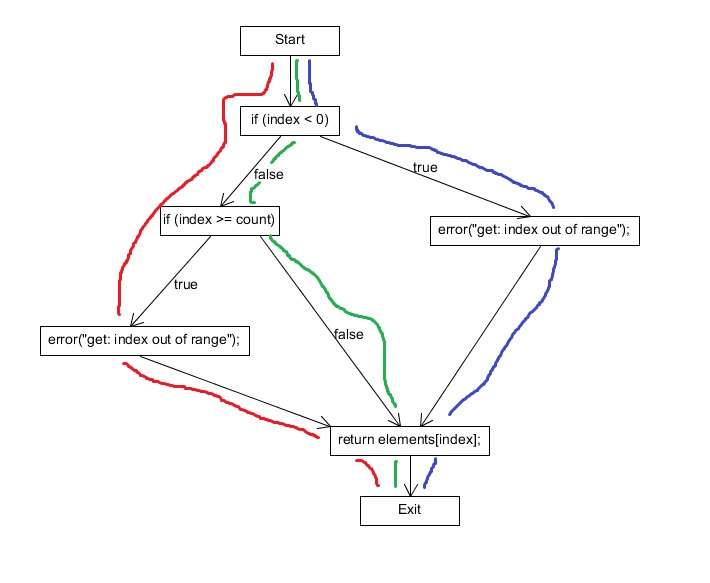 Start
if (index < 0)
false
true
if (index >= count)
error("get: index out of range");
true
false
error("get: index out of range");
return elements[index];
Exit